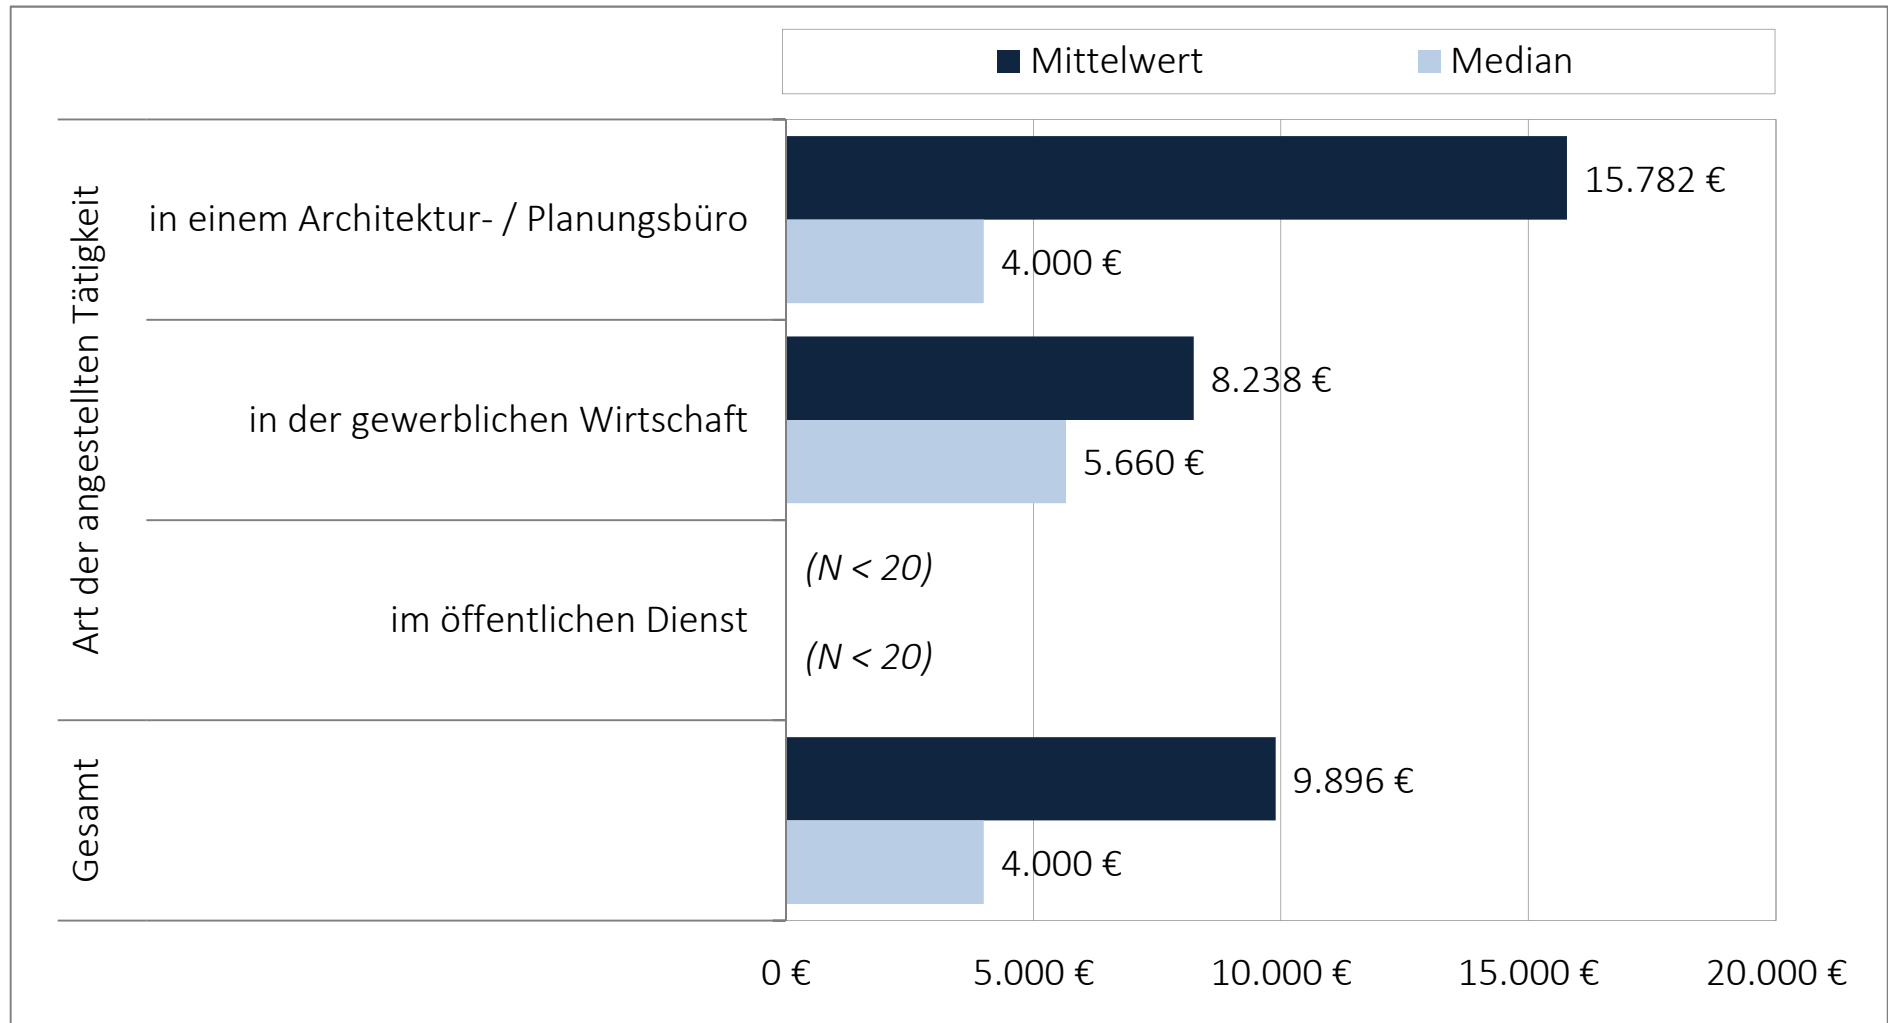 Mittelwert
Median
Art der angestellten Tätigkeit
in einem Architektur- / Planungsbüro
15.782 €
4.000 €
in der gewerblichen Wirtschaft
8.238 €
5.660 €
im öffentlichen Dienst
(N < 20)
(N < 20)
Gesamt
9.896 €
4.000 €
0 €
5.000 €
10.000 €
15.000 €
20.000 €